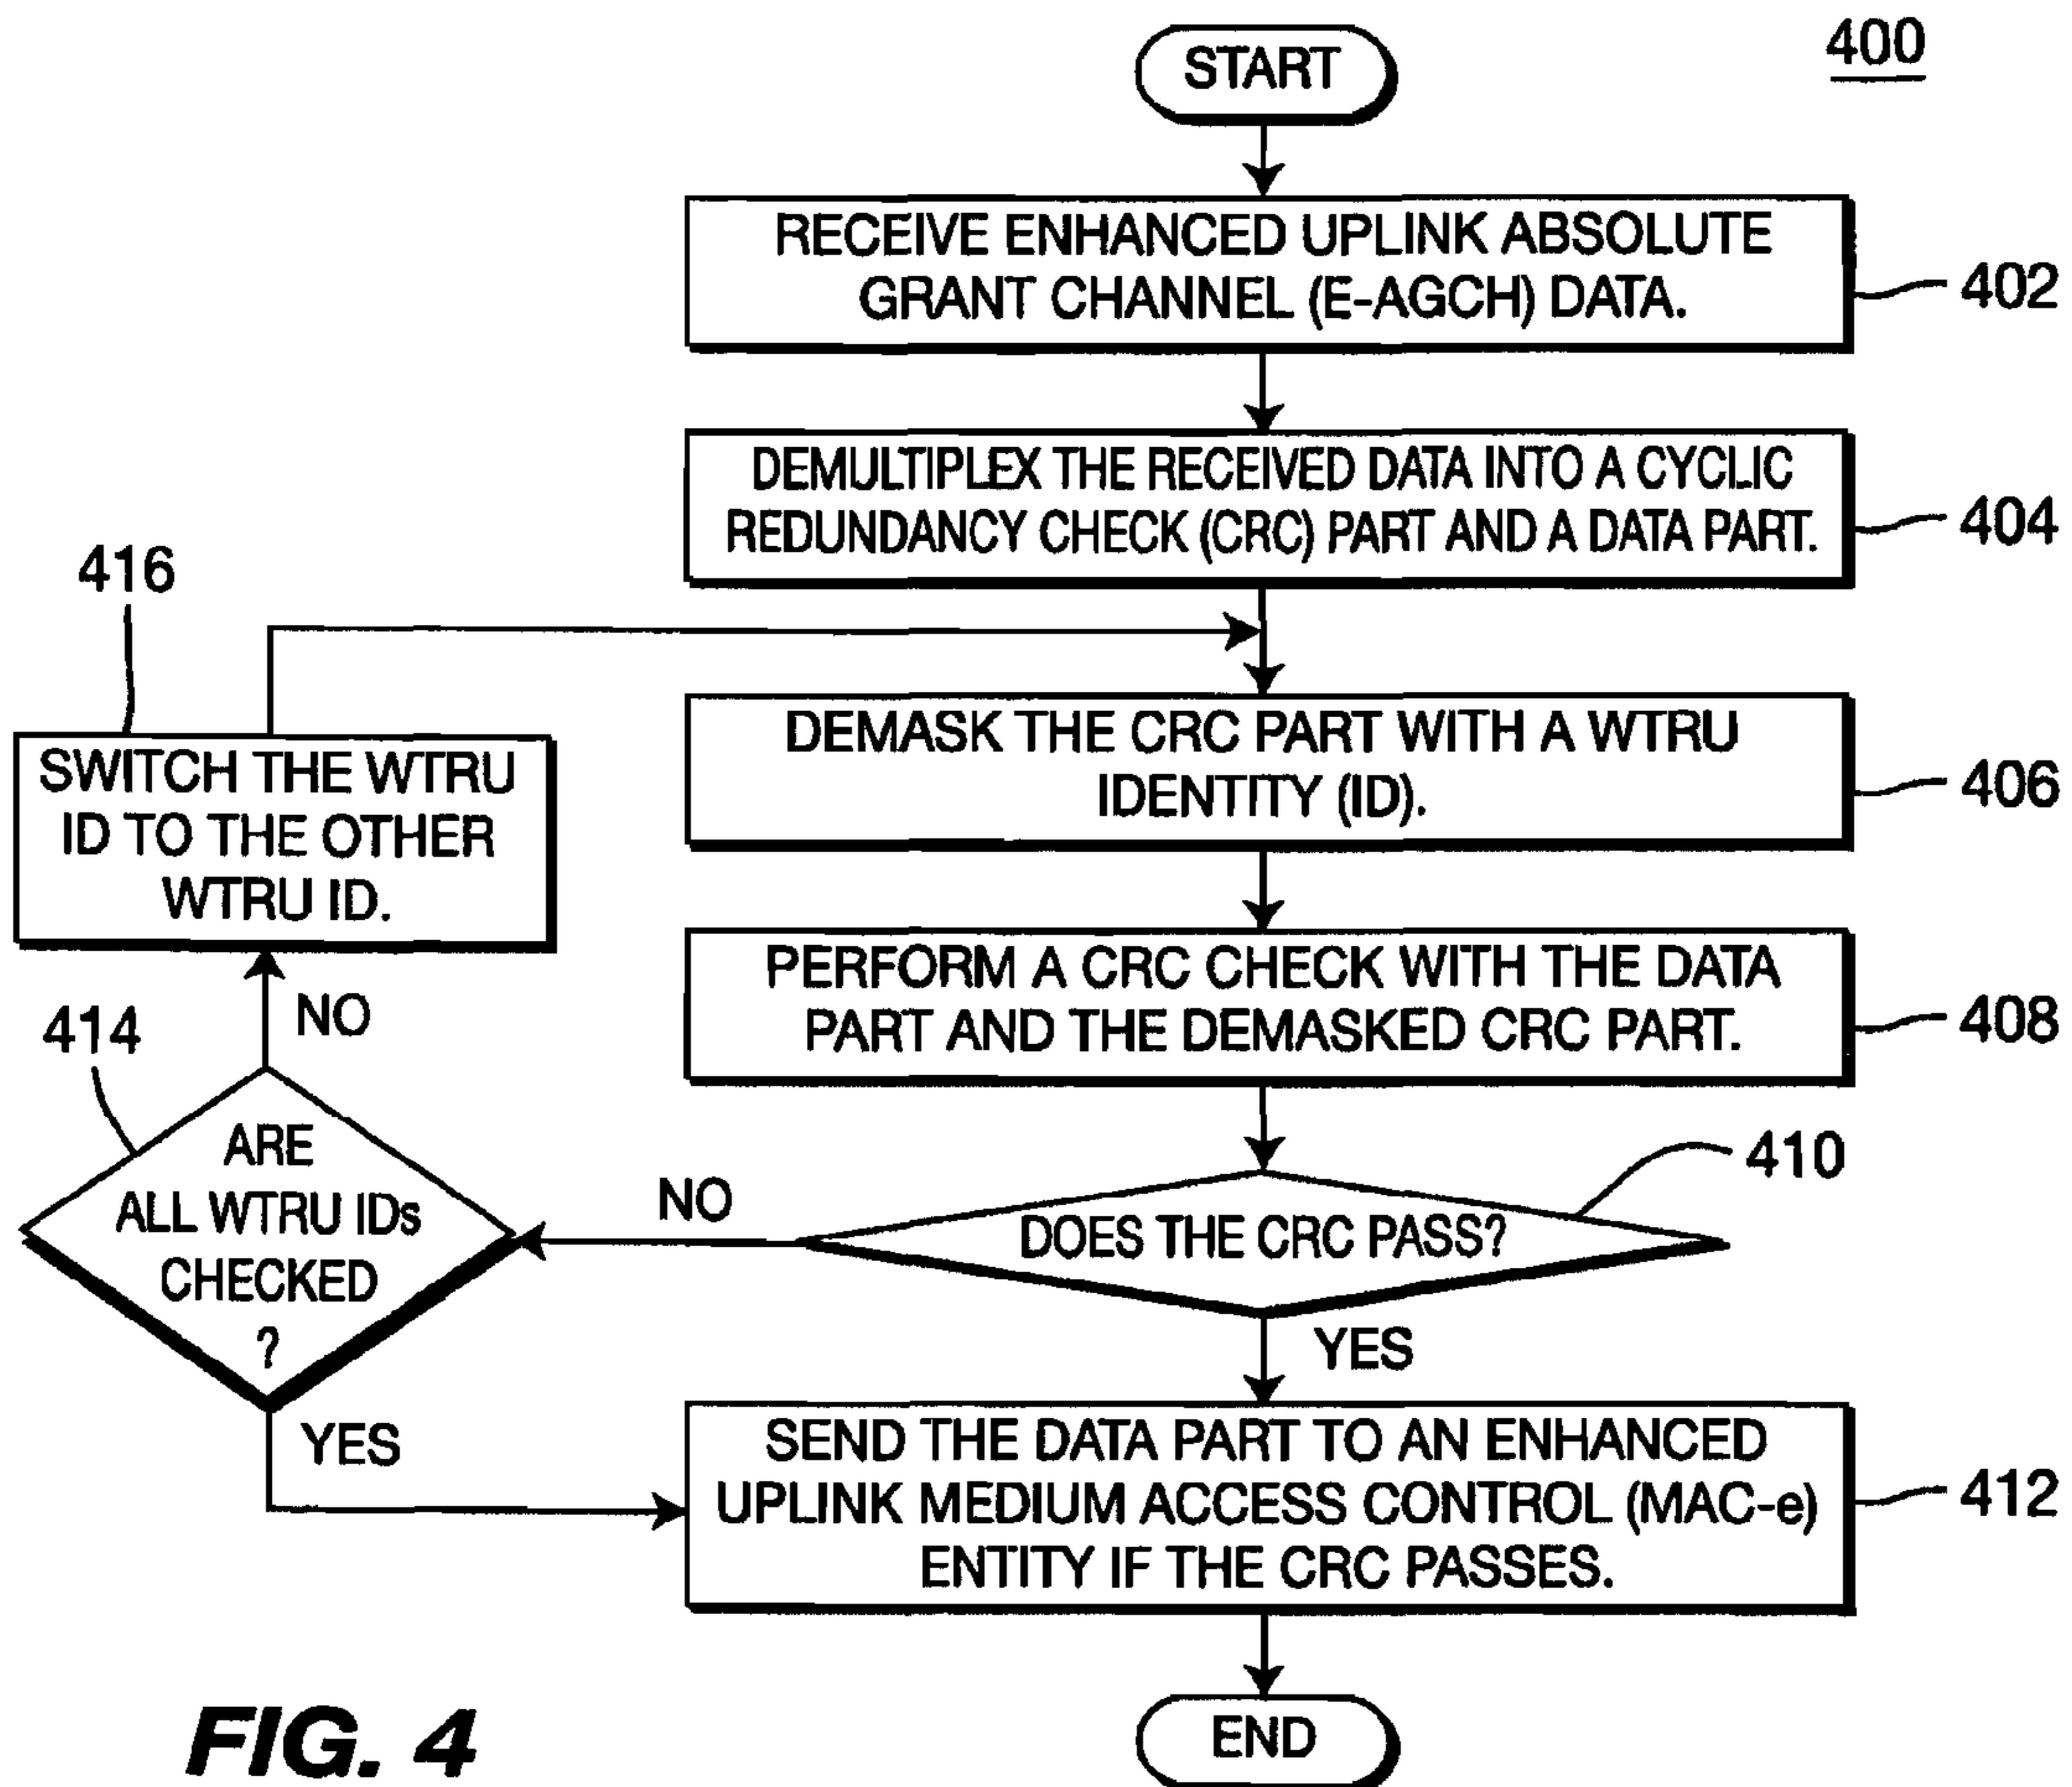 400
START
RECEIVE ENHANCED UPLINK ABSOLUTE
GRANT CHANNEL (E-AGCH) DATA.
402
DEMULTIPLEX THE RECEIVED DATA INTO A CYCLIC
REDUNDANCY CHECK (CRC) PART AND A DATA PART.
404
416
SWITCH THE WTRU
ID TO THE OTHER
WTRU ID.
DEMASK THE CRC PART WITH A WTRU
IDENTITY (ID).
406
PERFORM A CRC CHECK WITH THE DATA
PART AND THE DEMASKED CRC PART.
408
NO
414
ARE
ALL WTRU IDs
CHECKED
?
NO
DOES THE CRC PASS?
410
YES
YES
SEND THE DATA PART TO AN ENHANCED
UPLINK MEDIUM ACCESS CONTROL (MAC-e)
ENTITY IF THE CRC PASSES.
412
END
FIG. 4